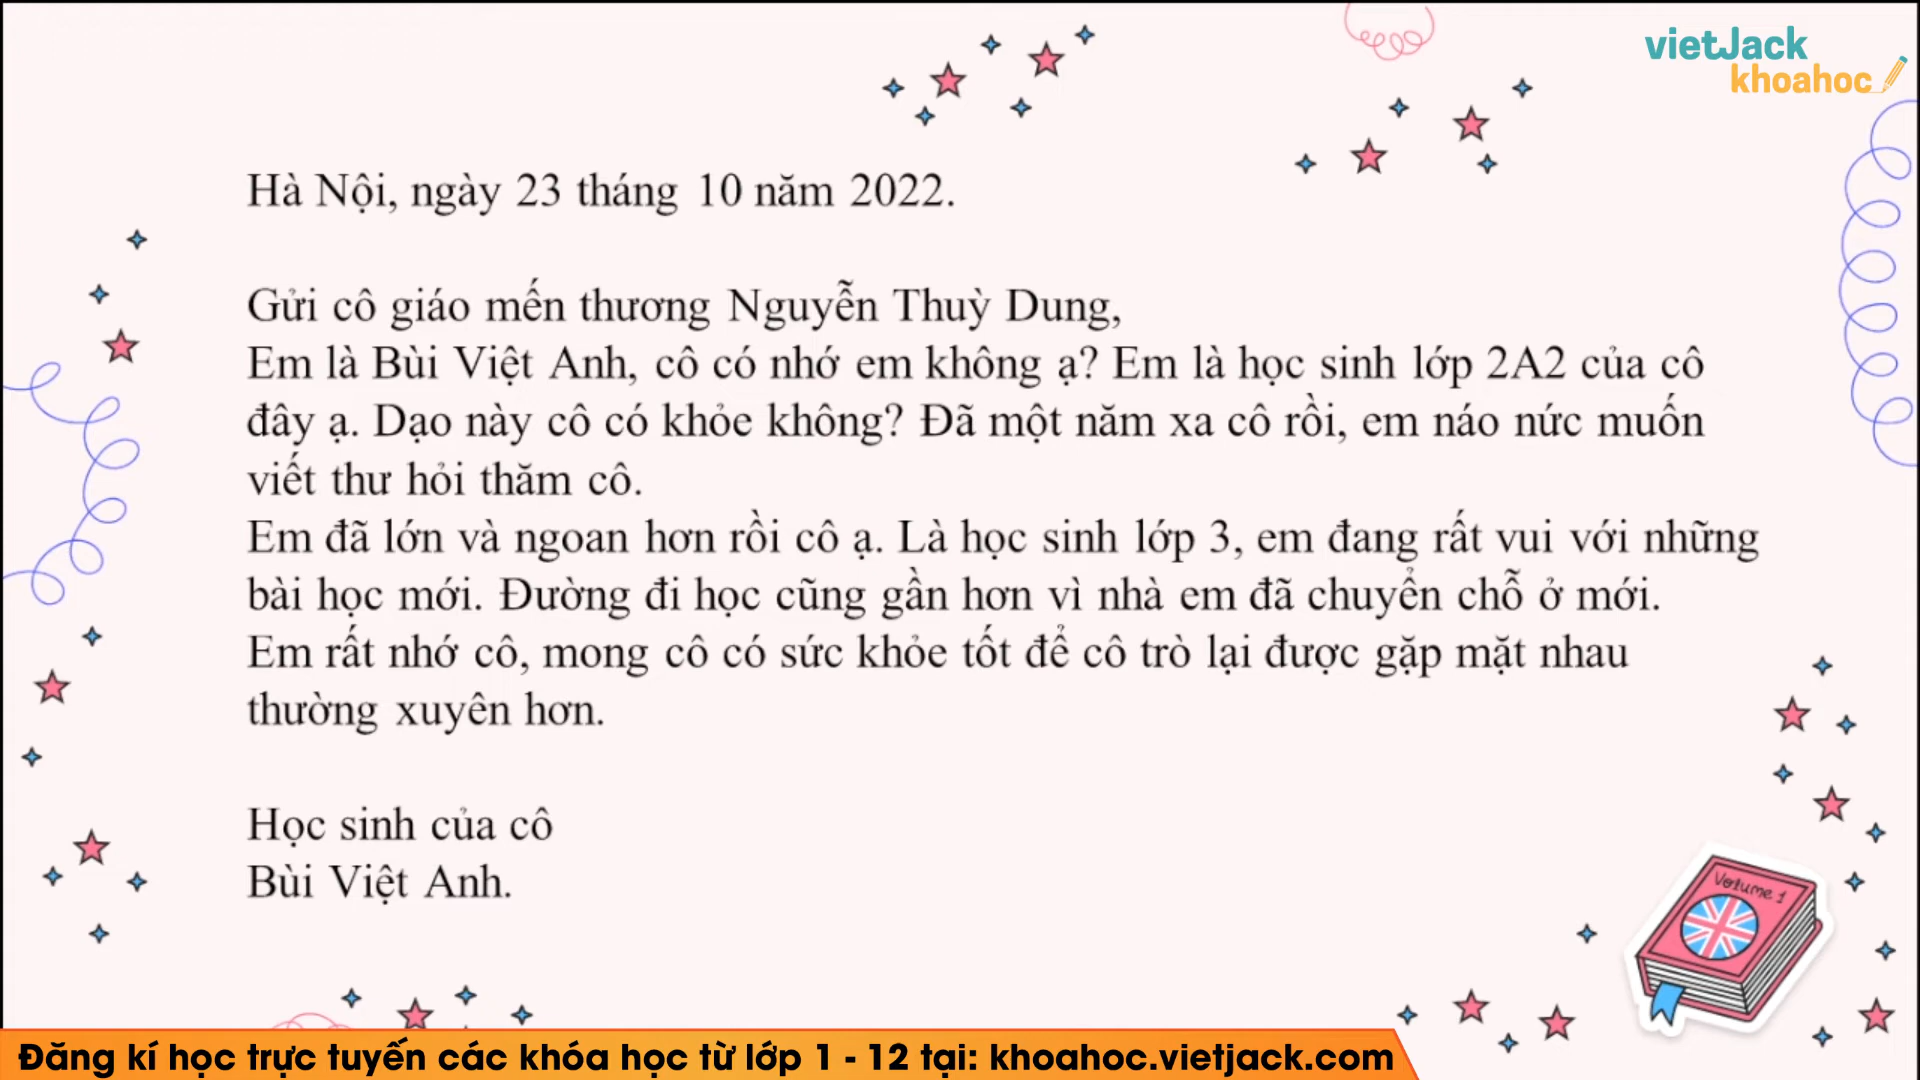 vietJack
khoahoc
Hà Nội, ngày 23 tháng 10 năm 2022.
Gửi cô giáo mến thương Nguyễn Thuỳ Dung,
Em là Bùi Việt Anh, cô có nhớ em không ạ? Em là học sinh lớp 2A2 của cô
đây ạ. Dạo này cô có khỏe không? Đã một năm xa cô rồi, em náo nức muốn
viết thư hỏi thăm cô.
Em đã lớn và ngoan hơn rồi cô ạ. Là học sinh lớp 3, em đang rất vui với những
bài học mới. Đường đi học cũng gần hơn vì nhà em đã chuyển chỗ ở mới.
Em rất nhớ cô, mong cô có sức khỏe tốt để cô trò lại được gặp mặt nhau
thường xuyên hơn.
Học sinh của cô
Bùi Việt Anh.
Volume 1
Đăng kí học trực tuyến các khóa học từ lớp 1 - 12 tại: khoahoc.vietjack.com